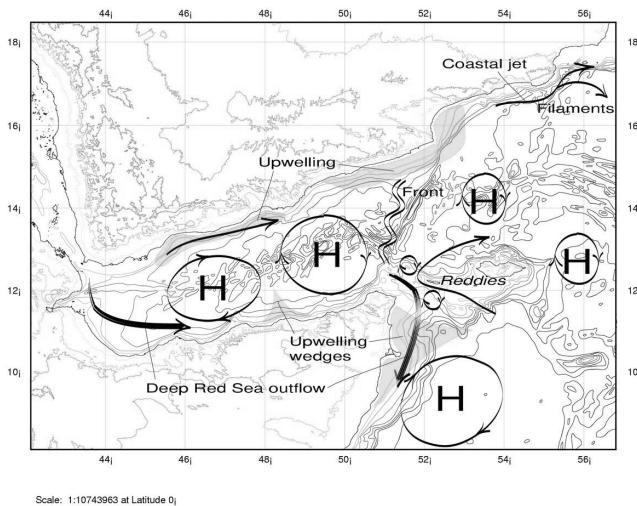 44¡ 46¡ 48¡ 50¡ 52¡ 54¡ 56¡
18¡ 18
Coastal jet
Filaments
16¡ 16
Upwelling
Front
H
14¡ 14
H
H
Reddies
H
12¡ 12
Upwelling
wedges
Deep Red Sea outflow
10¡ 10
H
44¡ 46¡ 48¡ 50¡ 52¡ 54¡ 56¡
Scale: 1:10743963 at Latitude 0¡